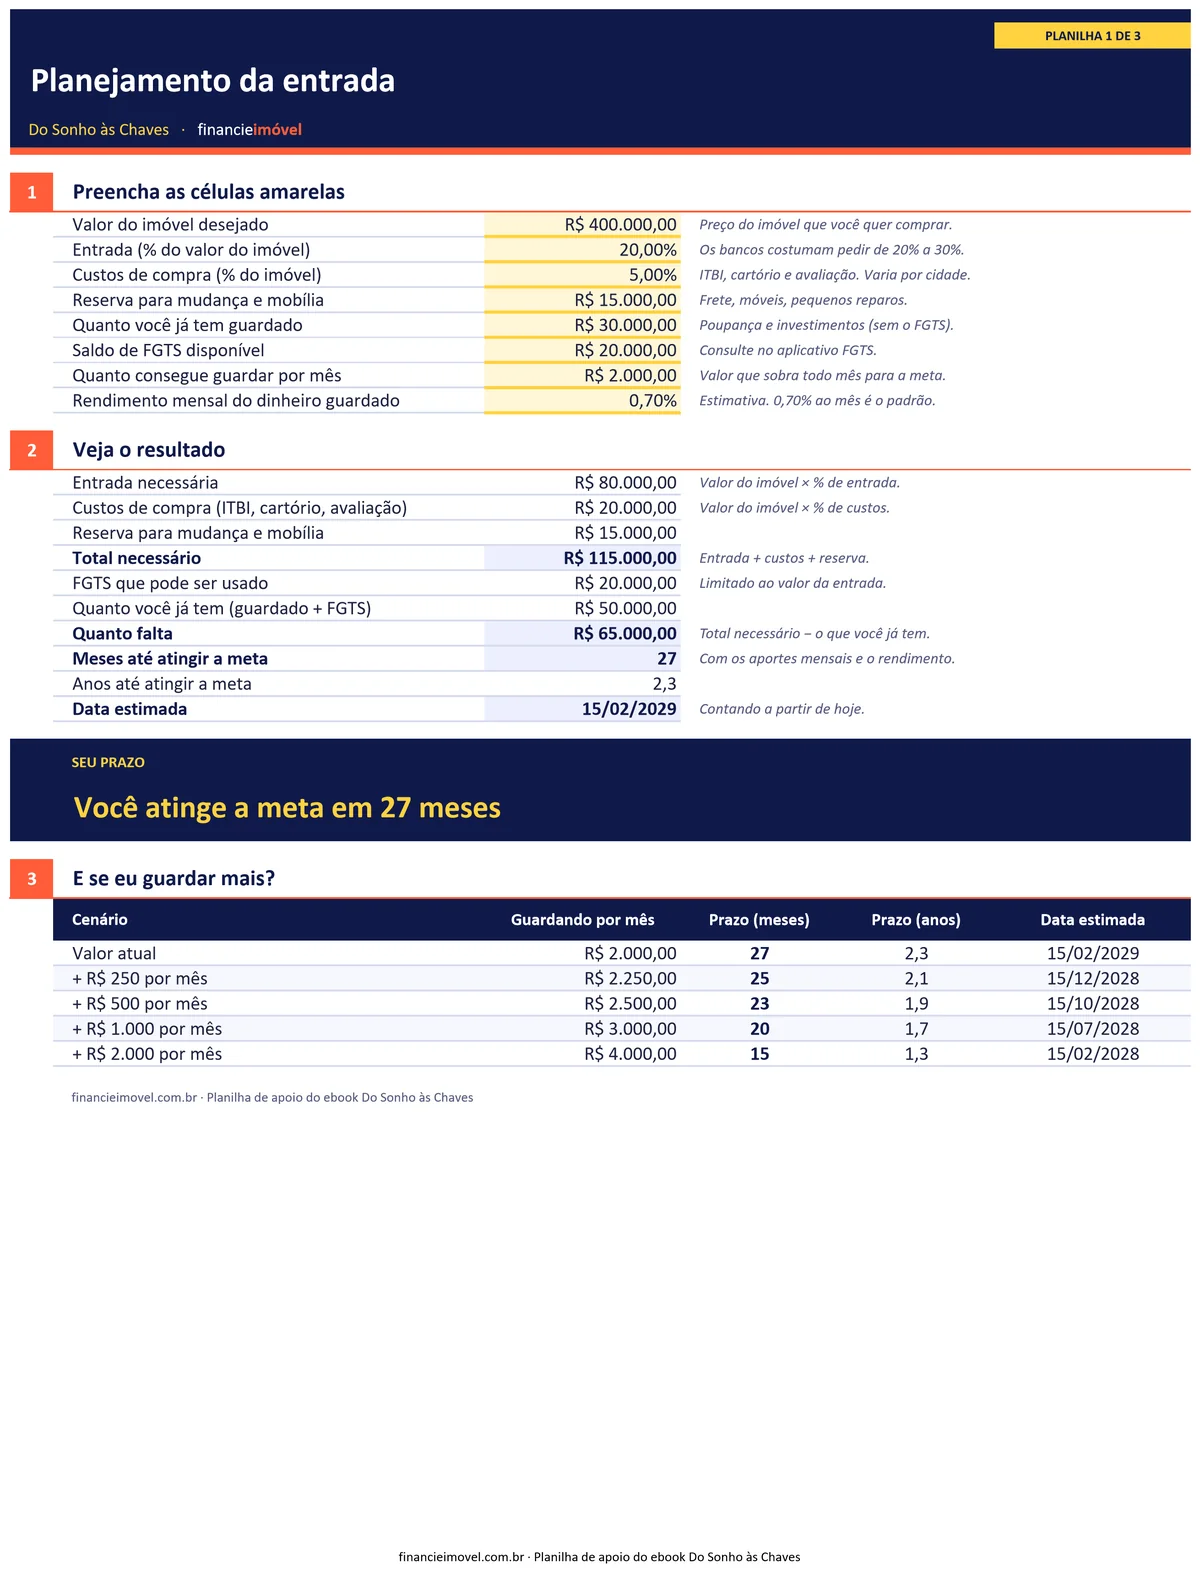 PLANILHA 1 DE 3
Planejamento da entrada
Do Sonho às Chaves · financieimóvel
1 Preencha as células amarelas
Valor do imóvel desejado R$ 400.000,00 Preço do imóvel que você quer comprar.
Entrada (% do valor do imóvel) 20,00% Os bancos costumam pedir de 20% a 30%.
Custos de compra (% do imóvel) 5,00% ITBI, cartório e avaliação. Varia por cidade.
Reserva para mudança e mobília R$ 15.000,00 Frete, móveis, pequenos reparos.
Quanto você já tem guardado R$ 30.000,00 Poupança e investimentos (sem o FGTS).
Saldo de FGTS disponível R$ 20.000,00 Consulte no aplicativo FGTS.
Quanto consegue guardar por mês R$ 2.000,00 Valor que sobra todo mês para a meta.
Rendimento mensal do dinheiro guardado 0,70% Estimativa. 0,70% ao mês é o padrão.
2 Veja o resultado
Entrada necessária R$ 80.000,00 Valor do imóvel × % de entrada.
Custos de compra (ITBI, cartório, avaliação) R$ 20.000,00 Valor do imóvel × % de custos.
Reserva para mudança e mobília R$ 15.000,00
Total necessário R$ 115.000,00 Entrada + custos + reserva.
FGTS que pode ser usado R$ 20.000,00 Limitado ao valor da entrada.
Quanto você já tem (guardado + FGTS) R$ 50.000,00
Quanto falta R$ 65.000,00 Total necessário – o que você já tem.
Meses até atingir a meta 27 Com os aportes mensais e o rendimento.
Anos até atingir a meta 2,3
Data estimada 15/02/2029 Contando a partir de hoje.
SEU PRAZO
Você atinge a meta em 27 meses
3 E se eu guardar mais?
Cenário Guardando por mês Prazo (meses) Prazo (anos) Data estimada
Valor atual R$ 2.000,00 27 2,3 15/02/2029
+ R$ 250 por mês R$ 2.250,00 25 2,1 15/12/2028
+ R$ 500 por mês R$ 2.500,00 23 1,9 15/10/2028
+ R$ 1.000 por mês R$ 3.000,00 20 1,7 15/07/2028
+ R$ 2.000 por mês R$ 4.000,00 15 1,3 15/02/2028
financieimovel.com.br · Planilha de apoio do ebook Do Sonho às Chaves
financieimovel.com.br · Planilha de apoio do ebook Do Sonho às Chaves